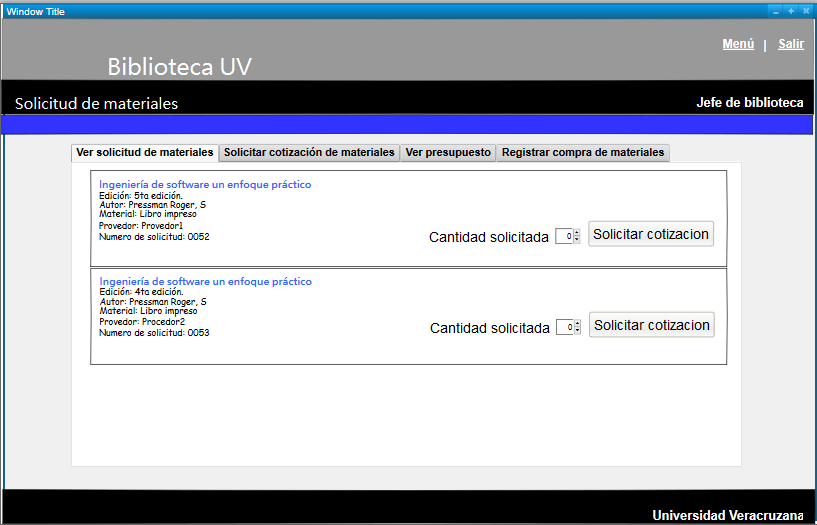 Window Title
Menú | Salir
Biblioteca UV
Solicitud de materiales
Jefe de biblioteca
Ver solicitud de materiales Solicitar cotización de materiales Ver presupuesto Registrar compra de materiales
Ingeniería de software un enfoque práctico
Edición: 5ta edición.
Autor: Pressman Roger, S
Material: Libro impreso
Provedor: Provedor1
Numero de solicitud: 0052
Cantidad solicitada 0 Solicitar cotizacion
Ingeniería de software un enfoque práctico
Edición: 4ta edición.
Autor: Pressman Roger, S
Material: Libro impreso
Provedor: Procedor2
Numero de solicitud: 0053
Cantidad solicitada 0 Solicitar cotizacion
Universidad Veracruzana